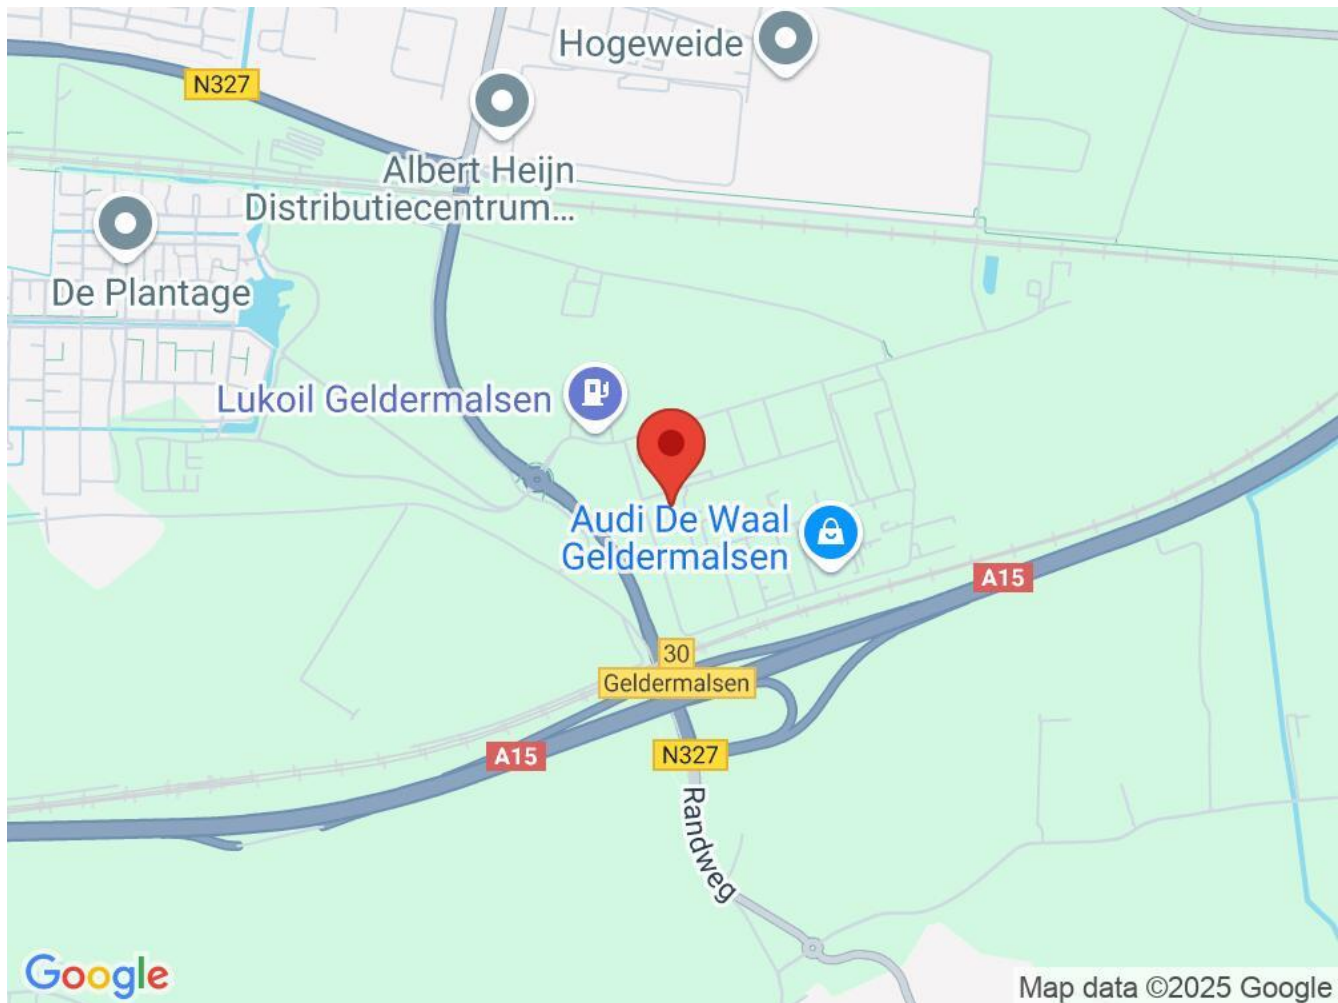 Hogeweide
N327
Albert Heijn
Distributiecentrum...
De Plantage
Lukoil Geldermalsen
Audi De Waal
Geldermalsen
A15
30
Geldermalsen
A15
N327
Randweg
Google
Map data ©2025 Google